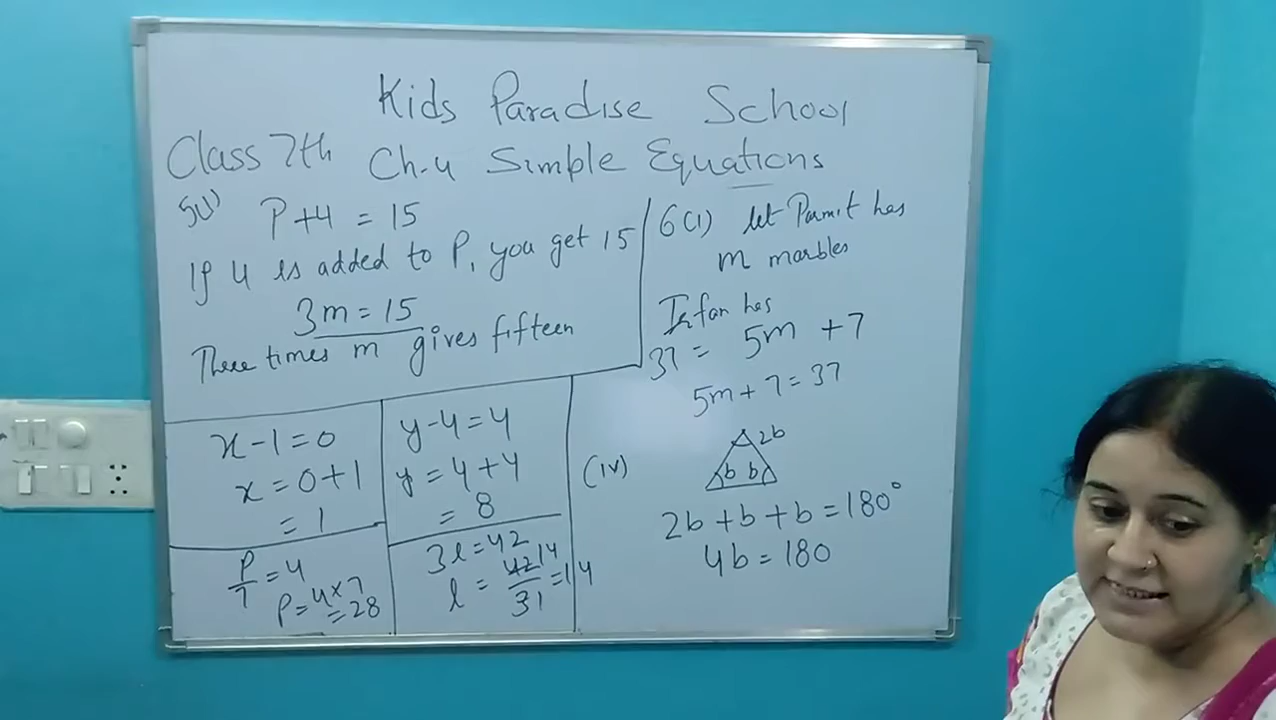 Kids Paradise School
Class 7th Ch.4 Simple Equations
5(i) P + 4 = 15
If 4 is added to P, you get 15
3m = 15
Three times m gives fifteen
6(i) let Parmit has
m marbles
Irfan has
37 = 5m + 7
5m + 7 = 37
x - 1 = 0
x = 0 + 1
= 1
y - 4 = 4
y = 4 + 4
= 8
P/7 = 4
P = 4 × 7
= 28
3l = 42
l = 42 14/31 = 14
(iv)
2b
b b
2b + b + b = 180°
4b = 180